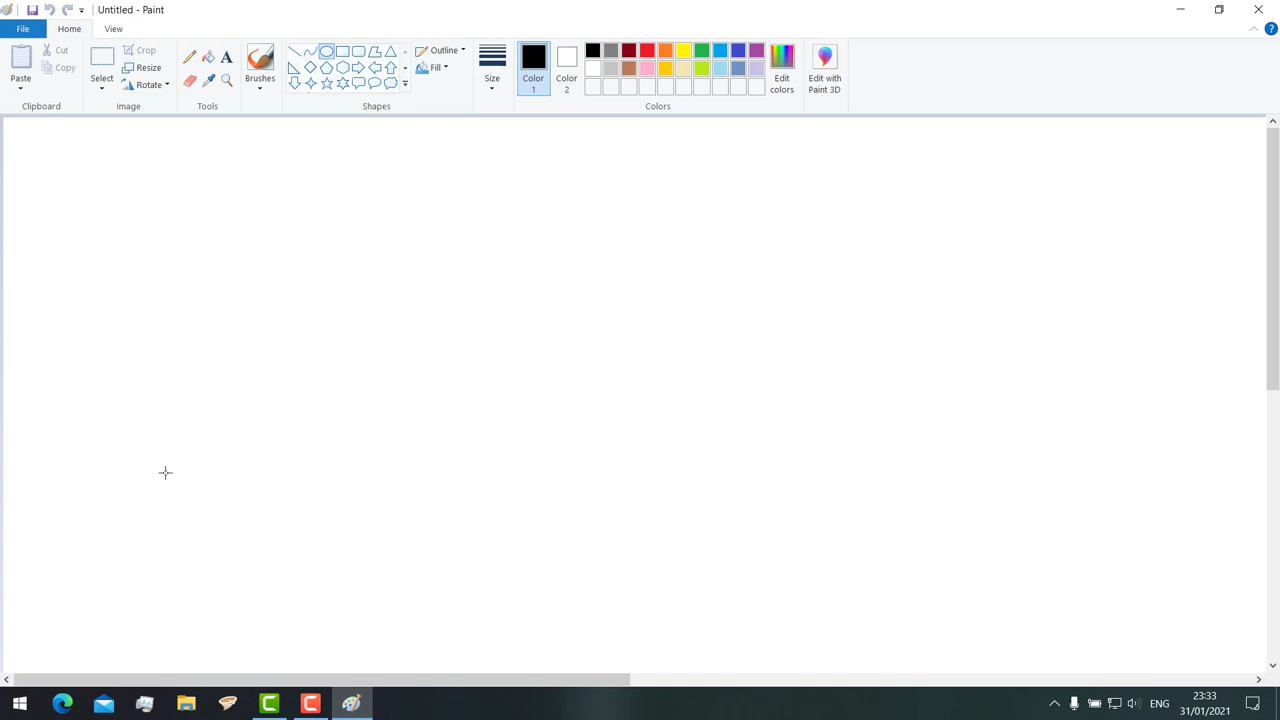 Untitled - Paint
File Home View
Paste Cut Copy Select Crop Resize Rotate A Brushes Outline Fill Size Color 1 Color 2 Edit colors Edit with Paint 3D
Clipboard Image Tools Shapes Colors
ENG 23:33
31/01/2021